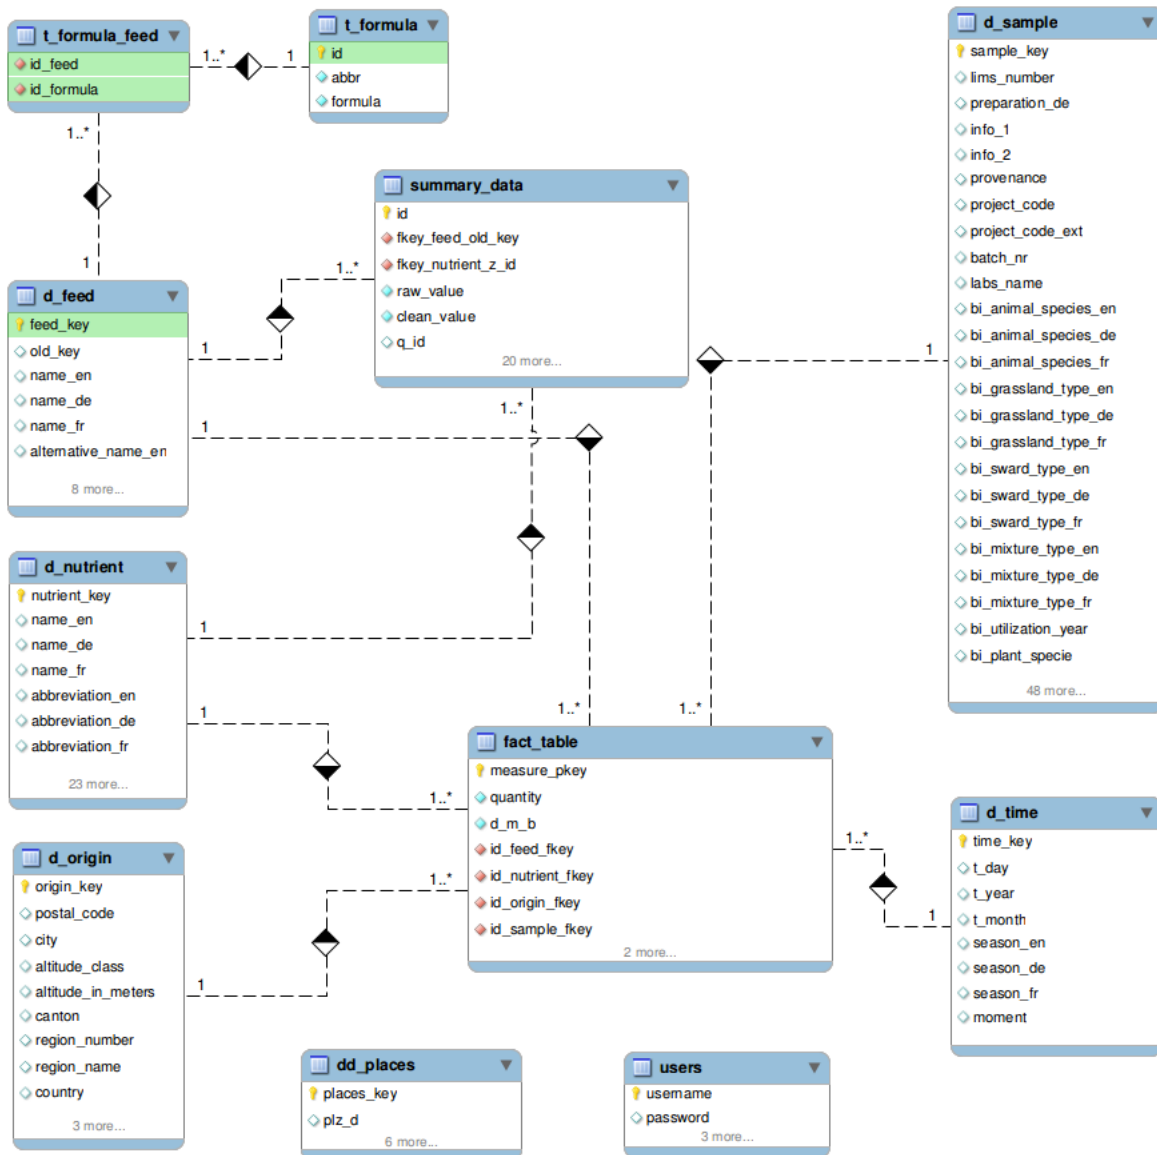 t_formula_feed
id_feed
id_formula
1..*
1
t_formula
id
abbr
formula
1..*
1
d_feed
feed_key
old_key
name_en
name_de
name_fr
alternative_name_en
8 more...
summary_data
id
fkey_feed_old_key
fkey_nutrient_z_id
raw_value
clean_value
q_id
20 more...
1..*
1
1
1..*
d_sample
sample_key
lims_number
preparation_de
info_1
info_2
provenance
project_code
project_code_ext
batch_nr
labs_name
bi_animal_species_en
bi_animal_species_de
bi_animal_species_fr
bi_grassland_type_en
bi_grassland_type_de
bi_grassland_type_fr
bi_sward_type_en
bi_sward_type_de
bi_sward_type_fr
bi_mixture_type_en
bi_mixture_type_de
bi_mixture_type_fr
bi_utilization_year
bi_plant_specie
48 more...
1
d_nutrient
nutrient_key
name_en
name_de
name_fr
abbreviation_en
abbreviation_de
abbreviation_fr
23 more...
1
1
1..*
1..*
1..*
fact_table
measure_pkey
quantity
d_m_b
id_feed_fkey
id_nutrient_fkey
id_origin_fkey
id_sample_fkey
2 more...
1..*
1..*
1
d_time
time_key
t_day
t_year
t_month
season_en
season_de
season_fr
moment
d_origin
origin_key
postal_code
city
altitude_class
altitude_in_meters
canton
region_number
region_name
country
3 more...
1
dd_places
places_key
plz_d
6 more...
users
username
password
3 more...